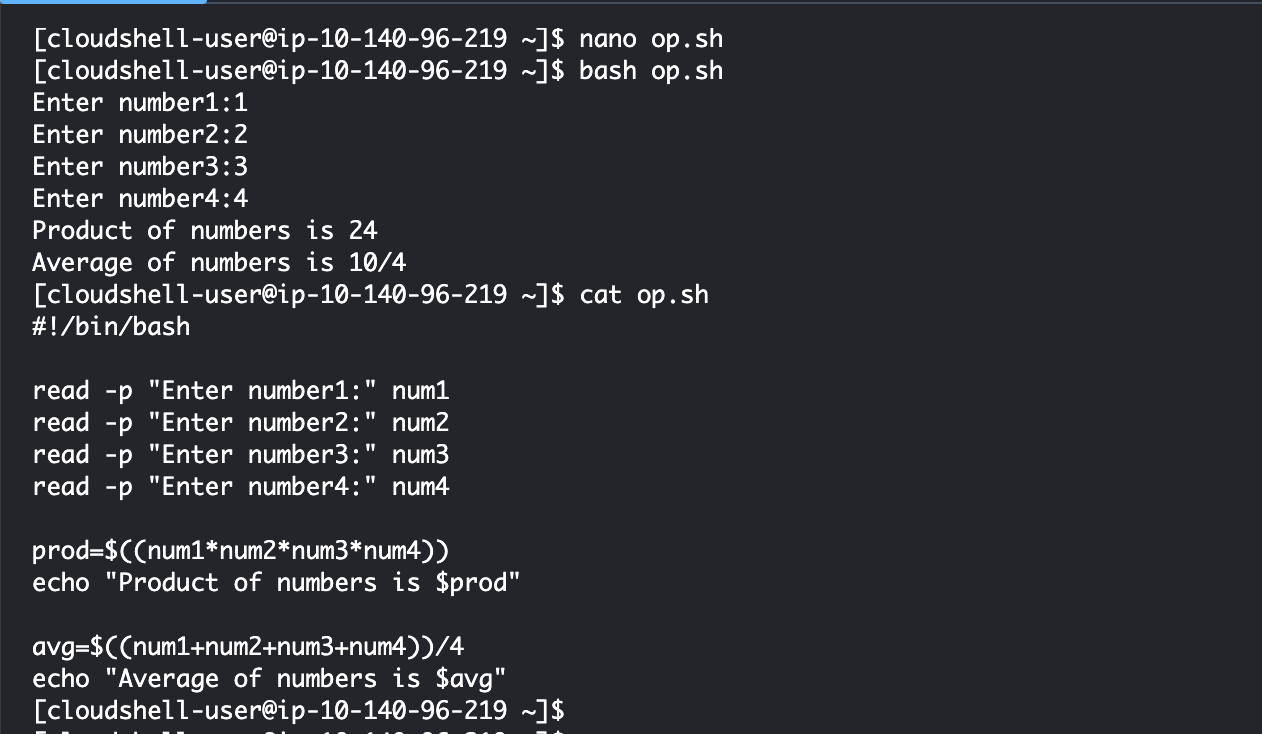 [cloudshell-user@ip-10-140-96-219 ~]$ nano op.sh
[cloudshell-user@ip-10-140-96-219 ~]$ bash op.sh
Enter number1:1
Enter number2:2
Enter number3:3
Enter number4:4
Product of numbers is 24
Average of numbers is 10/4
[cloudshell-user@ip-10-140-96-219 ~]$ cat op.sh
#!/bin/bash
read -p "Enter number1:" num1
read -p "Enter number2:" num2
read -p "Enter number3:" num3
read -p "Enter number4:" num4
prod=$((num1*num2*num3*num4))
echo "Product of numbers is $prod"
avg=$((num1+num2+num3+num4))/4
echo "Average of numbers is $avg"
[cloudshell-user@ip-10-140-96-219 ~]$